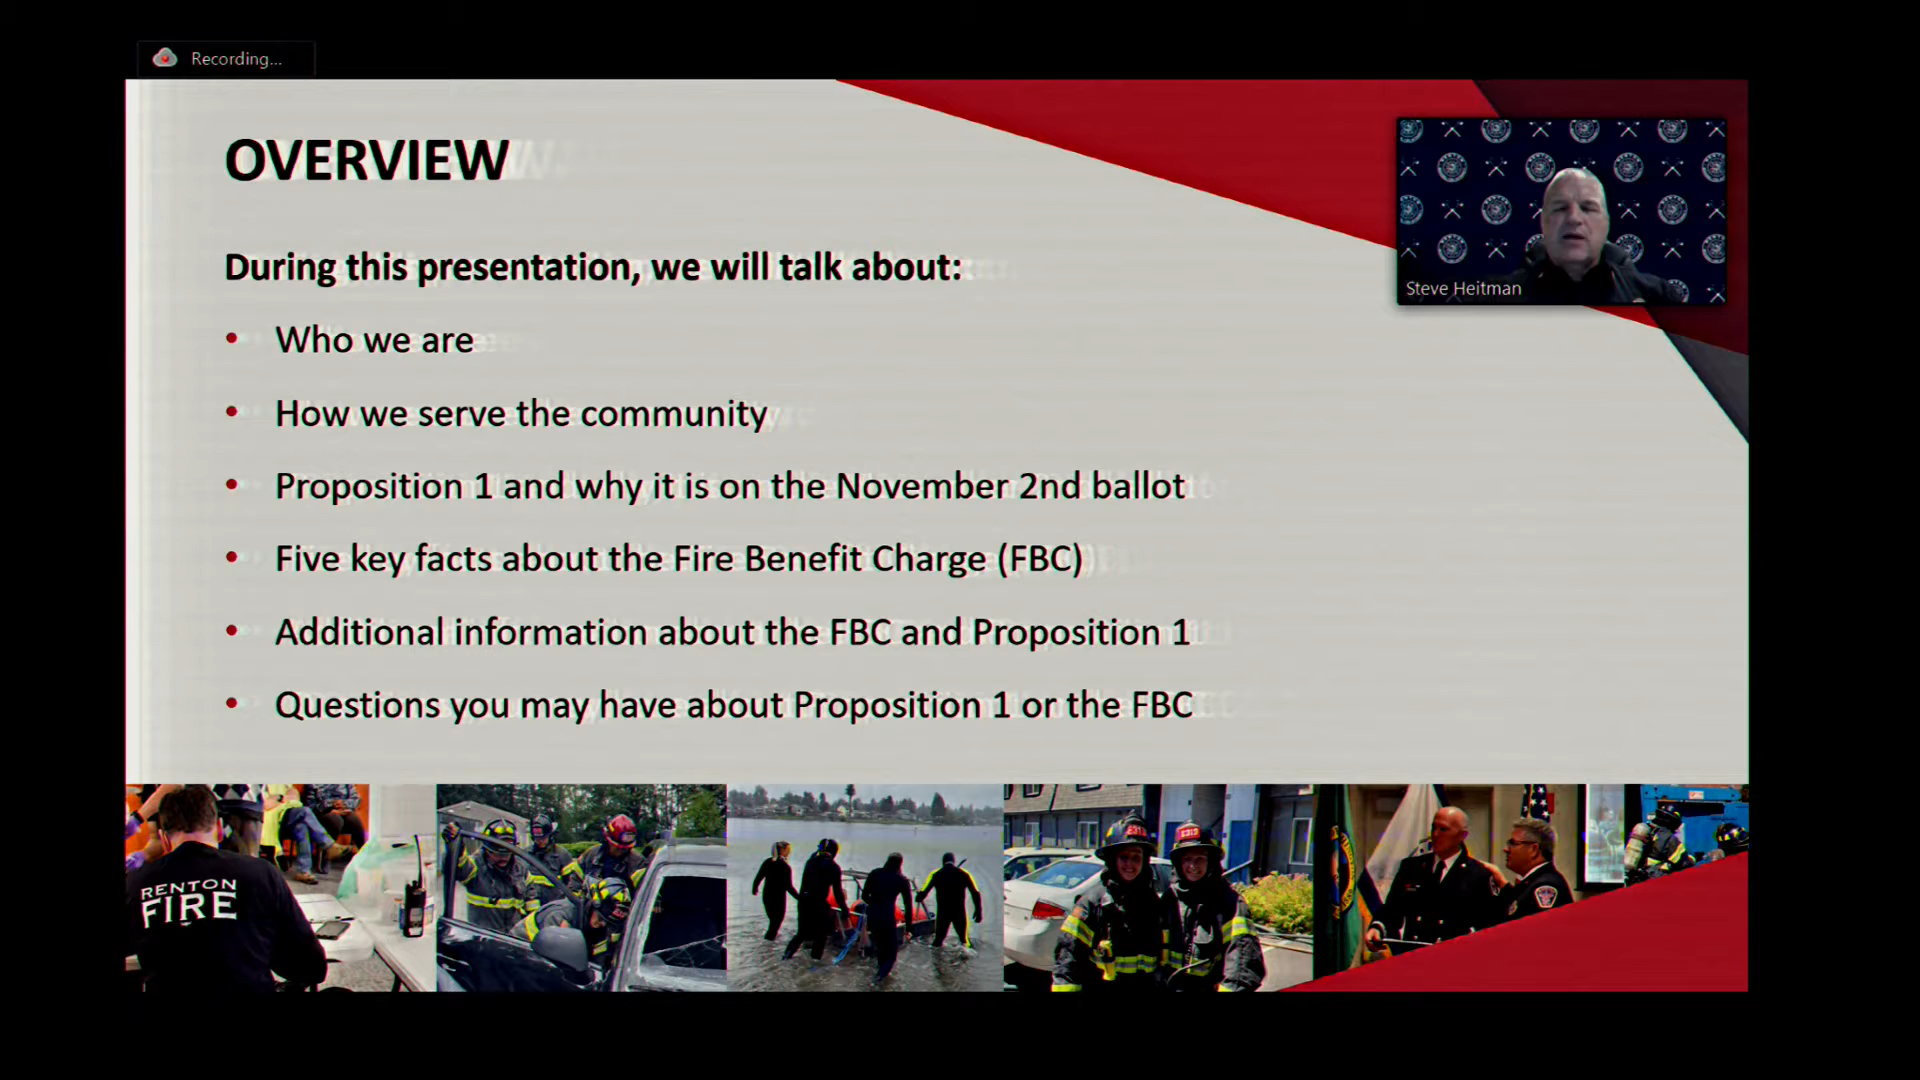 Recording...
OVERVIEW
Steve Heitman
During this presentation, we will talk about:
• Who we are
• How we serve the community
• Proposition 1 and why it is on the November 2nd ballot
• Five key facts about the Fire Benefit Charge (FBC)
• Additional information about the FBC and Proposition 1
• Questions you may have about Proposition 1 or the FBC
RENTON
FIRE